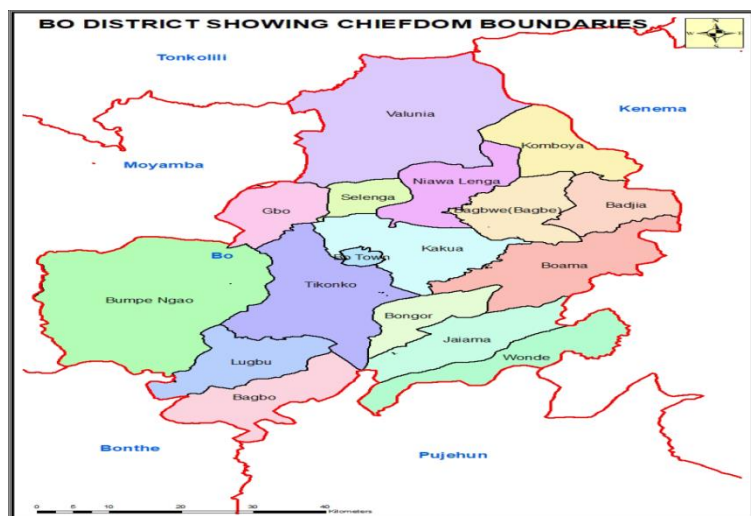 BO DISTRICT SHOWING CHIEFDOM BOUNDARIES
N
W E
S
Tonkolili
Kenema
Valunia
Komboya
Moyamba
Niawa Lenga
Selenga
Gbo
Bagbwe(Bagbe)
Badjia
Bo
Bo Town
Kakua
Boama
Tikonko
Bumpe Ngao
Bongor
Jaiama
Lugbu
Wonde
Bagbo
Bonthe
Pujehun
0 5 10 20 30 40
Kilometers